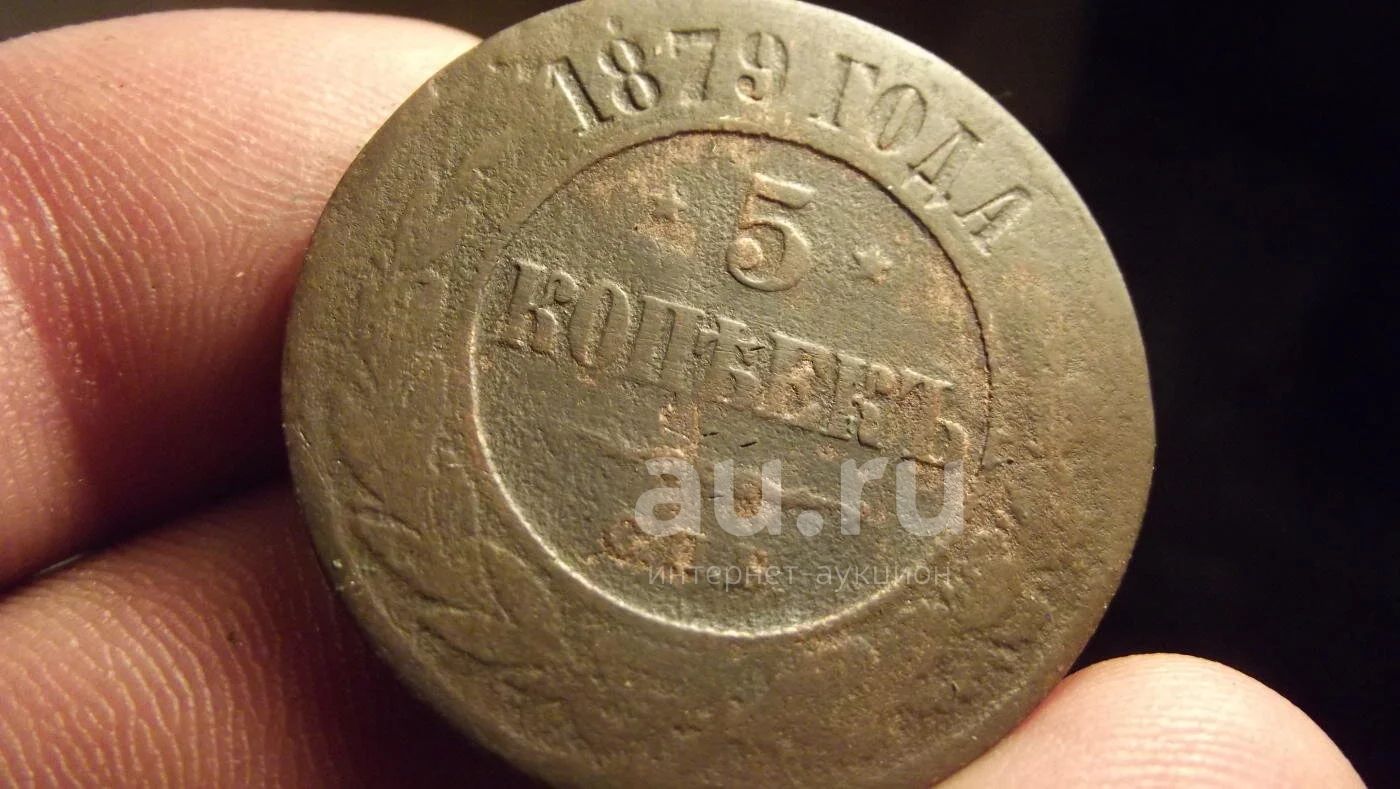 1879 ГОДА
5
КОПѢЕКЪ
au.ru
интернет-аукцион